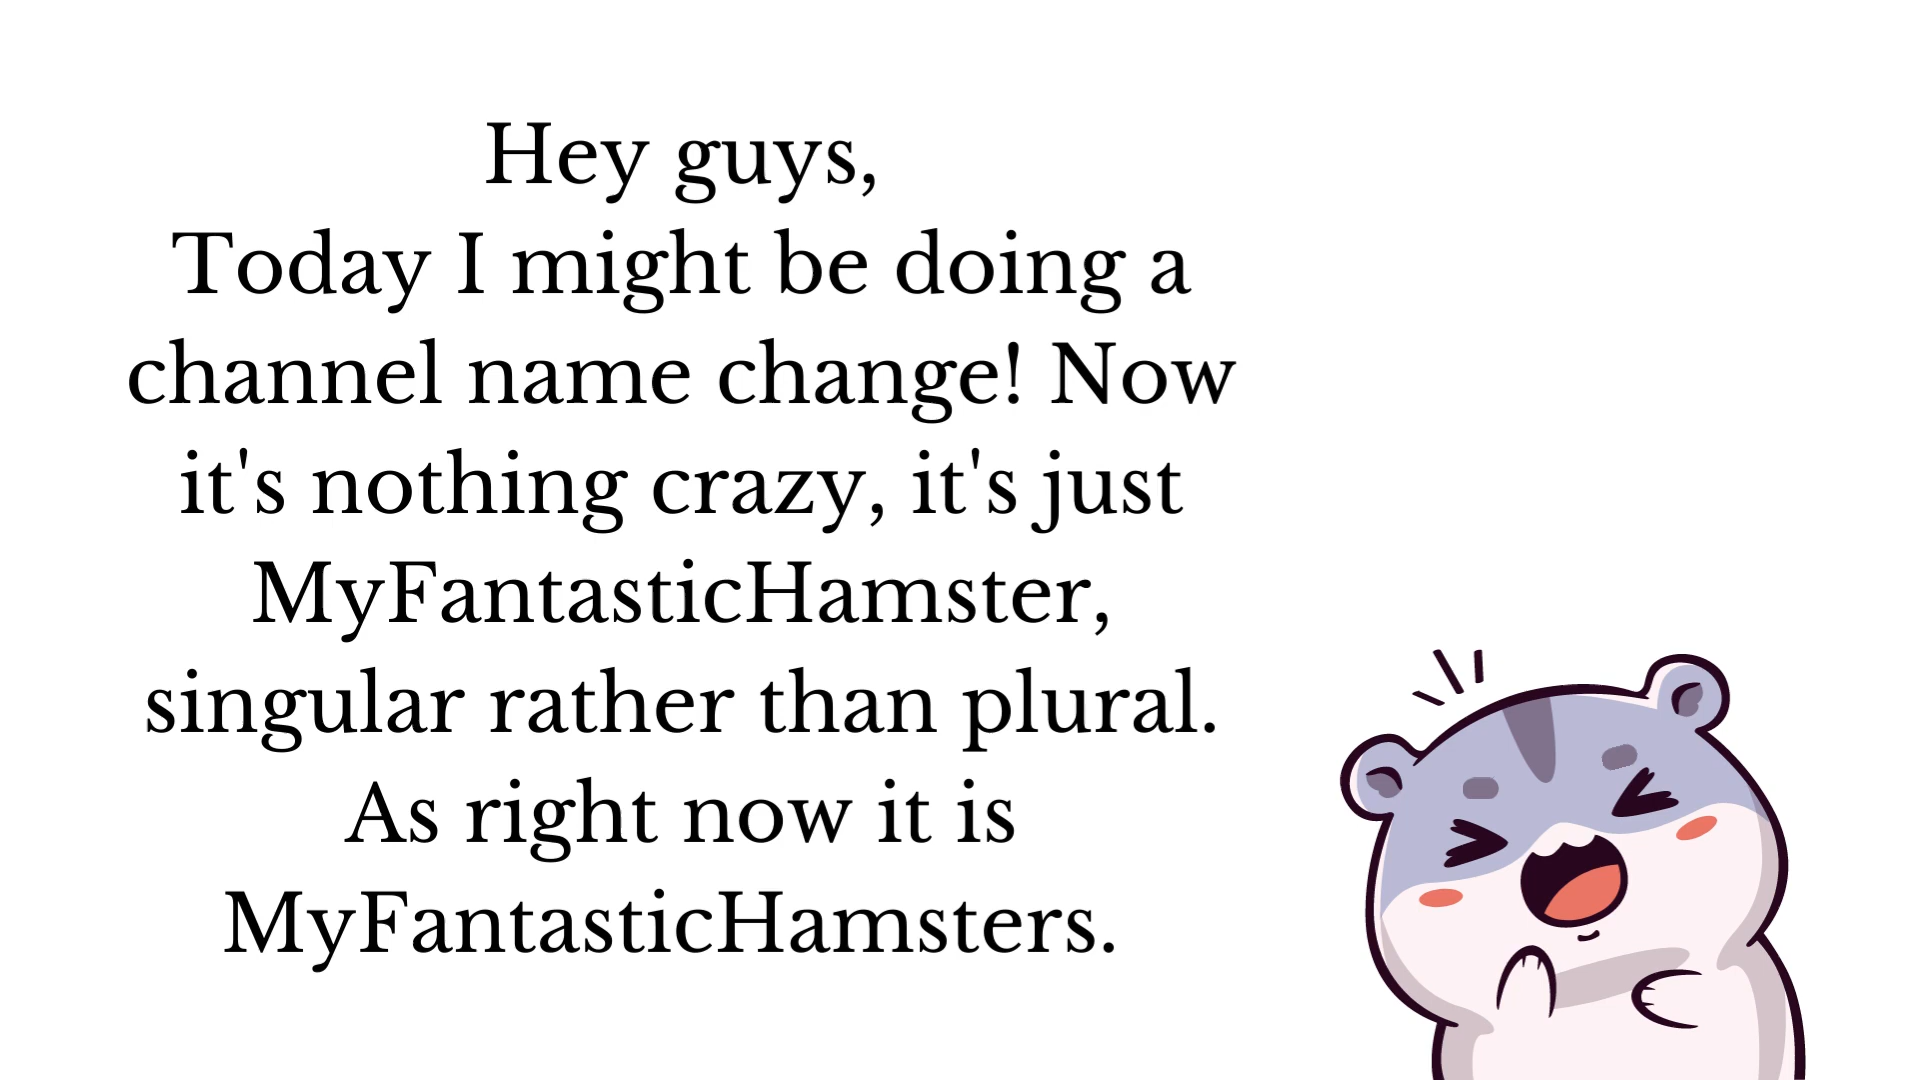 Hey guys,
Today I might be doing a
channel name change! Now
it's nothing crazy, it's just
MyFantasticHamster,
singular rather than plural.
As right now it is
MyFantasticHamsters.